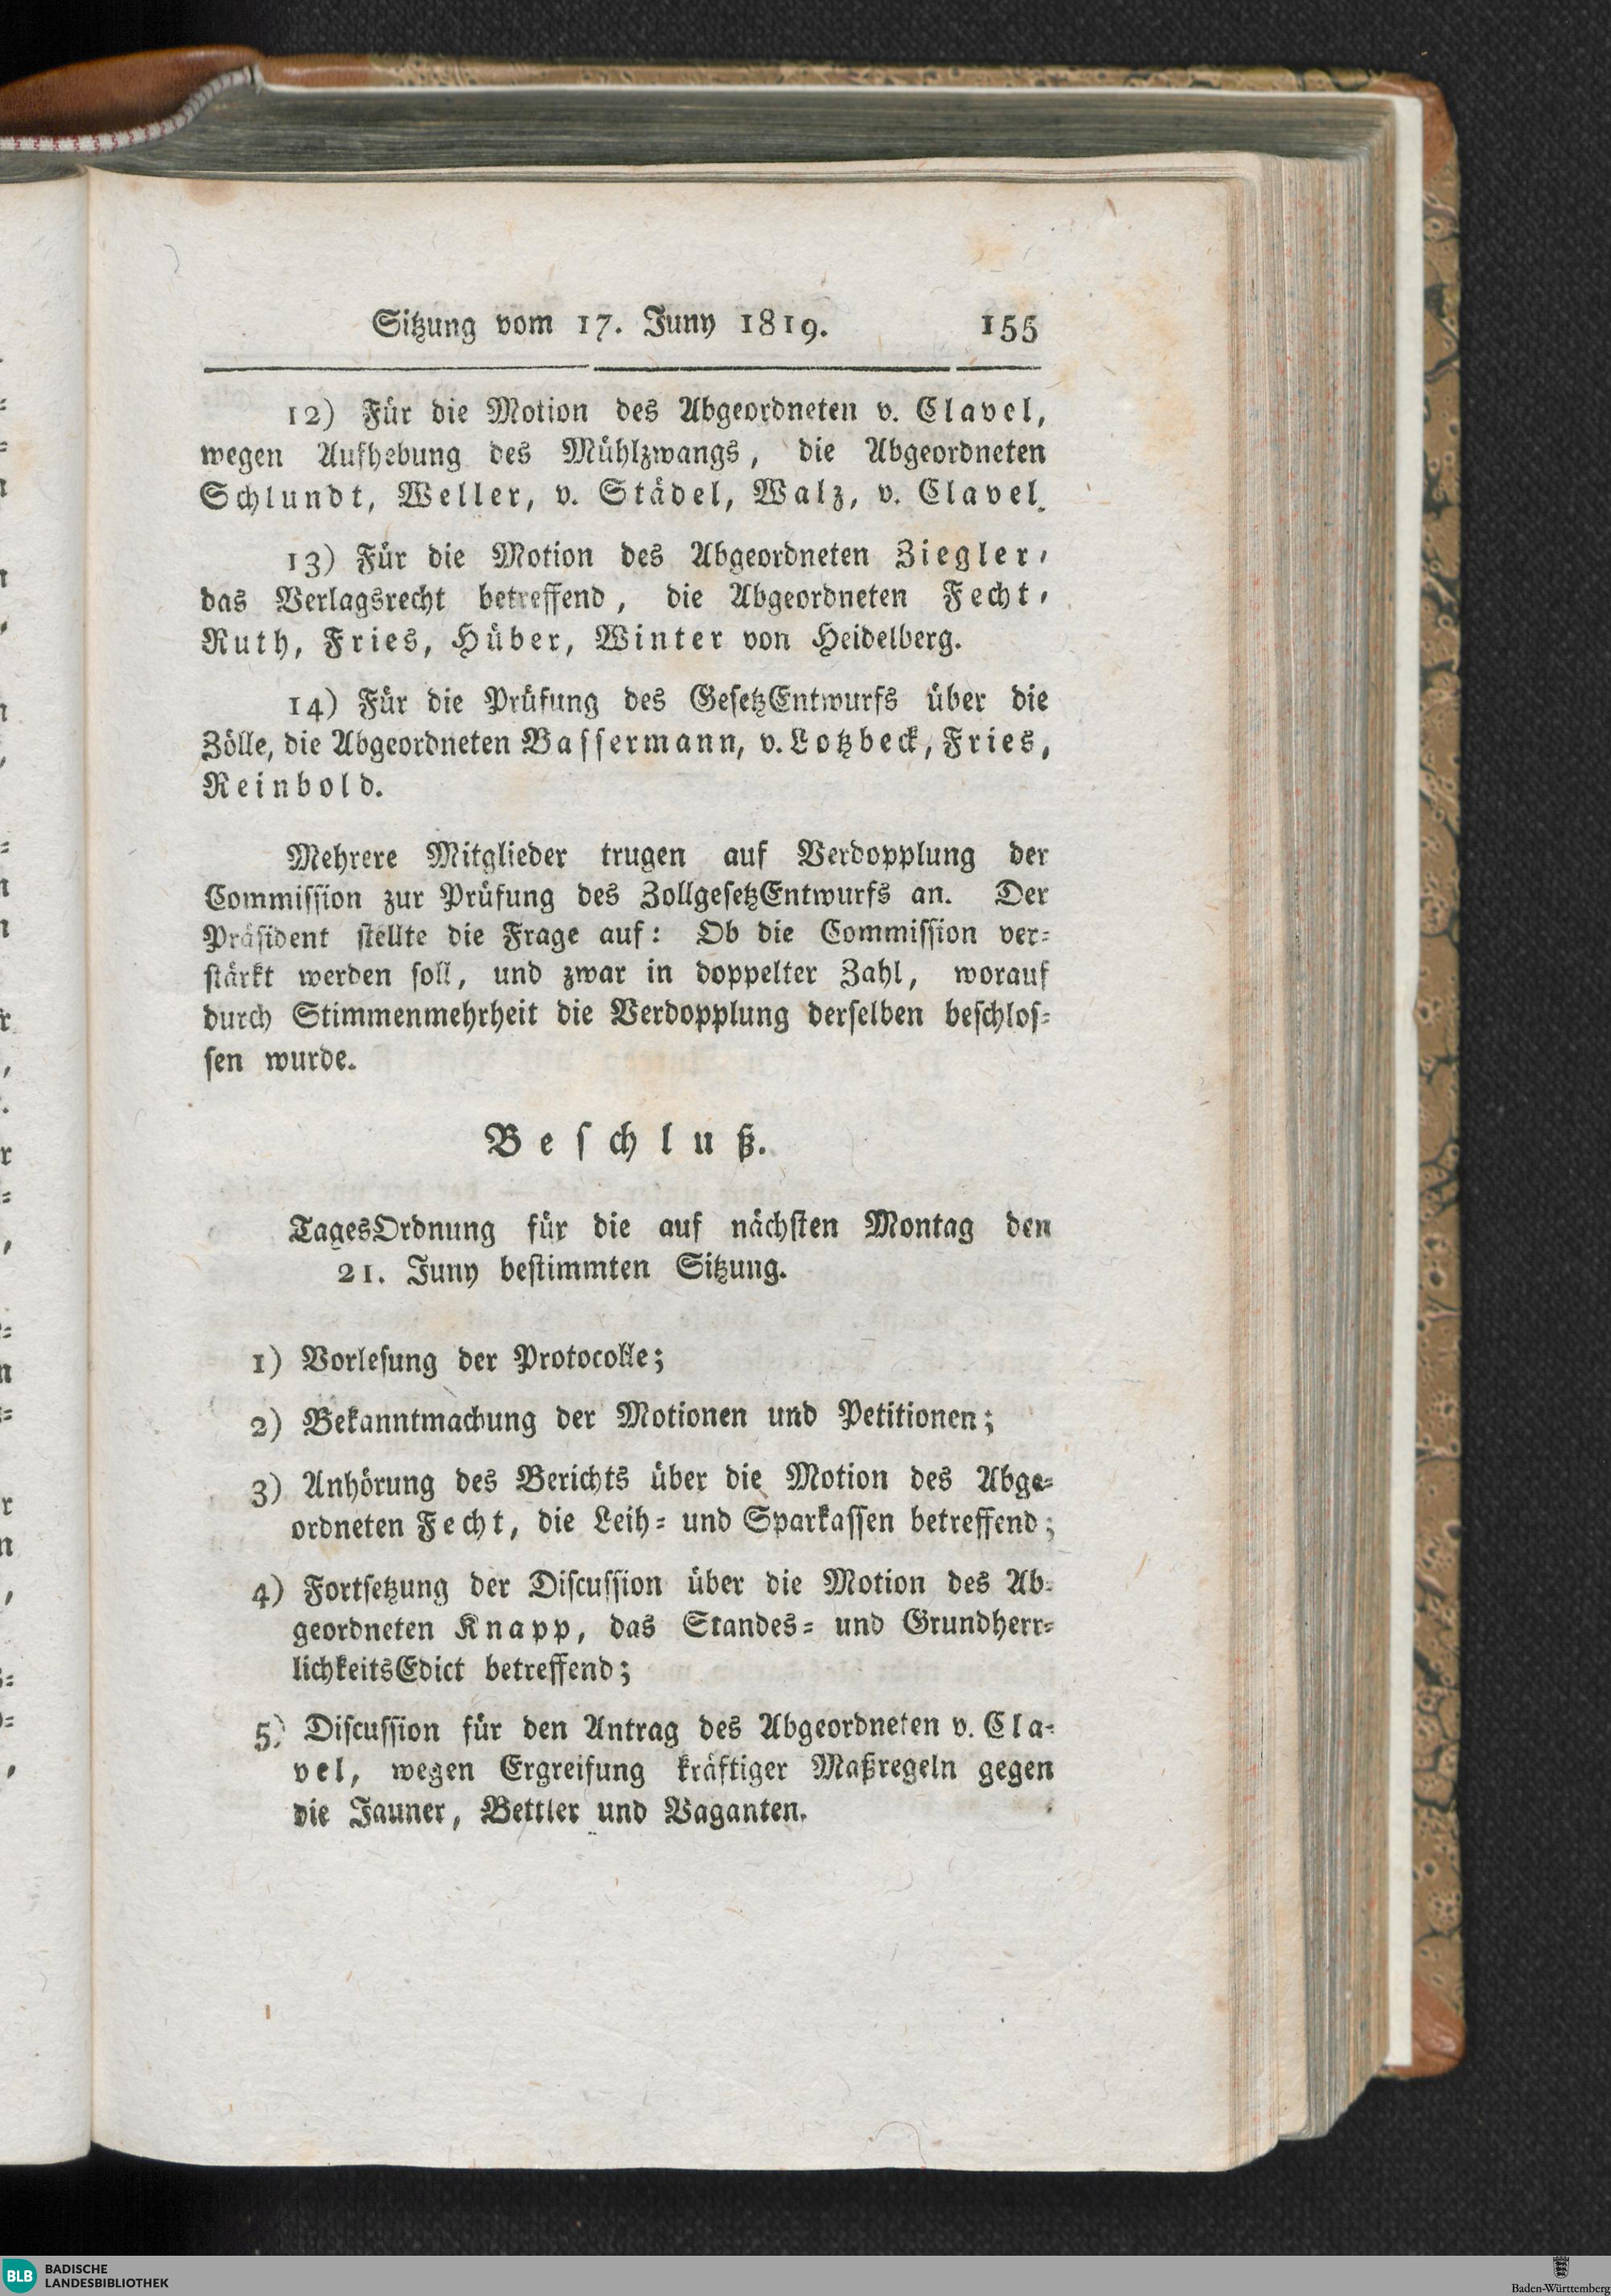 Sitzung vom 17. Juny 1819. 155
12) Für die Motion des Abgeordneten v. Clavel,
wegen Aufhebung des Mühlzwangs, die Abgeordneten
Schlundt, Weller, v. Städel, Walz, v. Clavel.
13) Für die Motion des Abgeordneten Ziegler,
das Verlagsrecht betreffend, die Abgeordneten Fecht,
Ruth, Fries, Hüber, Winter von Heidelberg.
14) Für die Prüfung des GesetzEntwurfs über die
Zölle, die Abgeordneten Bassermann, v. Lotzbeck, Fries,
Reinbold.
Mehrere Mitglieder trugen auf Verdopplung der
Commission zur Prüfung des ZollgesetzEntwurfs an. Der
Präsident stellte die Frage auf: Ob die Commission ver-
stärkt werden soll, und zwar in doppelter Zahl, worauf
durch Stimmenmehrheit die Verdopplung derselben beschlos-
sen wurde.
Beschluß.
TagesOrdnung für die auf nächsten Montag den
21. Juny bestimmten Sitzung.
1) Vorlesung der Protocolle;
2) Bekanntmachung der Motionen und Petitionen;
3) Anhörung des Berichts über die Motion des Abge-
ordneten Fecht, die Leih- und Sparkassen betreffend;
4) Fortsetzung der Discussion über die Motion des Ab-
geordneten Knapp, das Standes- und Grundherr-
lichkeitsEdict betreffend;
5) Discussion für den Antrag des Abgeordneten v. Cla-
vel, wegen Ergreifung kräftiger Maßregeln gegen
die Jauner, Bettler und Vaganten.
BLB BADISCHE
LANDESBIBLIOTHEK
Baden-Württemberg